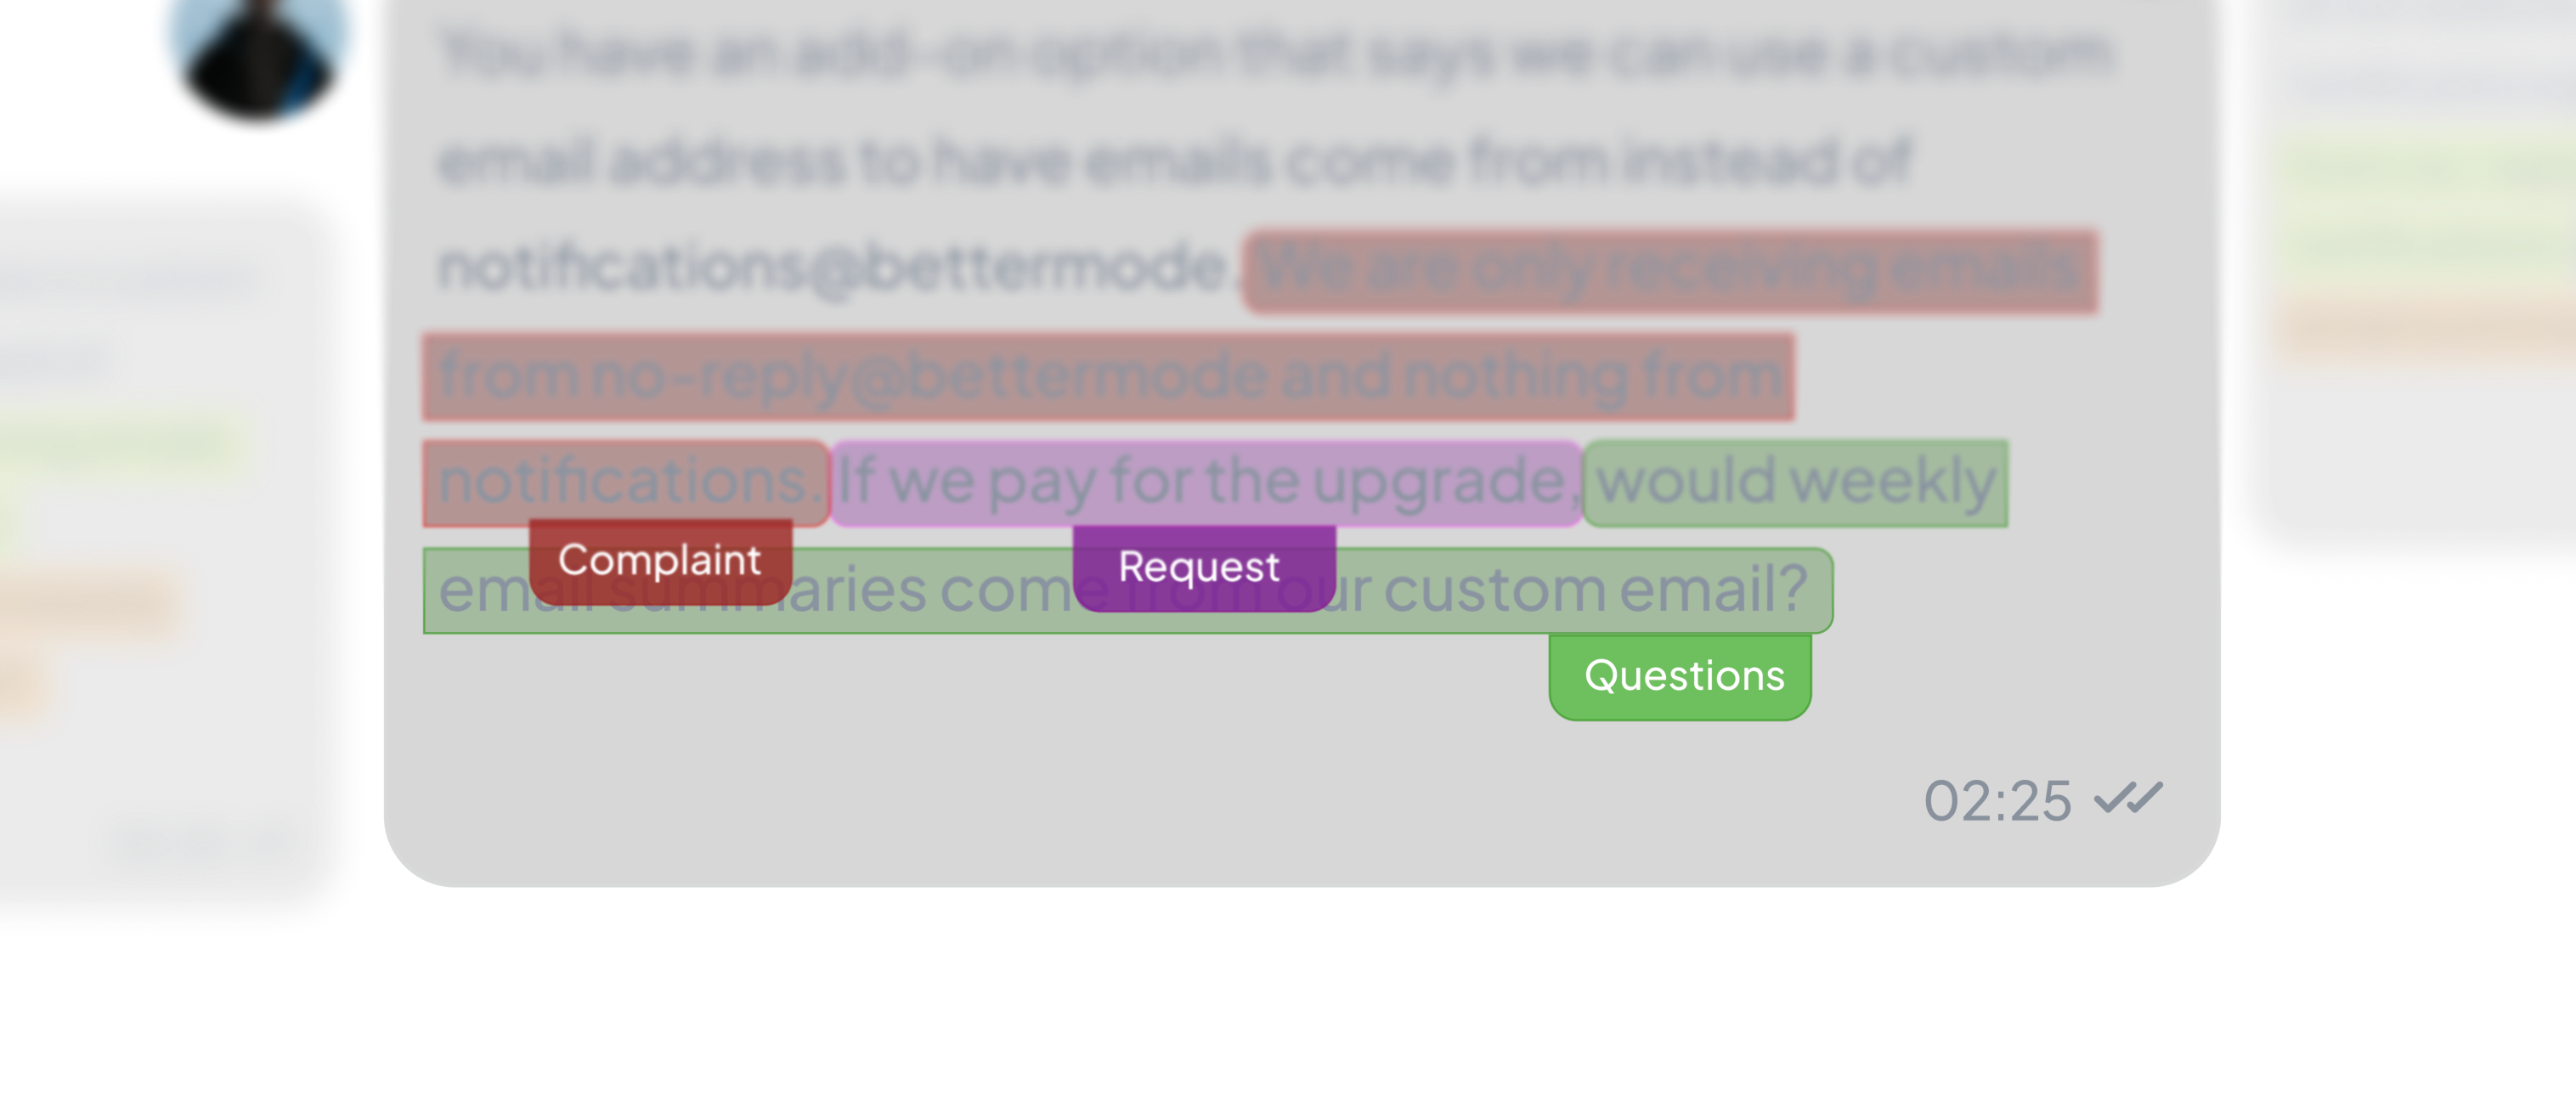 You have an add-on option that says we can use a custom
email address to have emails come from instead of
notifications@bettermode. We are only receiving emails
from no-reply@bettermode and nothing from
notifications. If we pay for the upgrade, would weekly
Complaint
Request
email summaries come from our custom email?
Questions
02:25